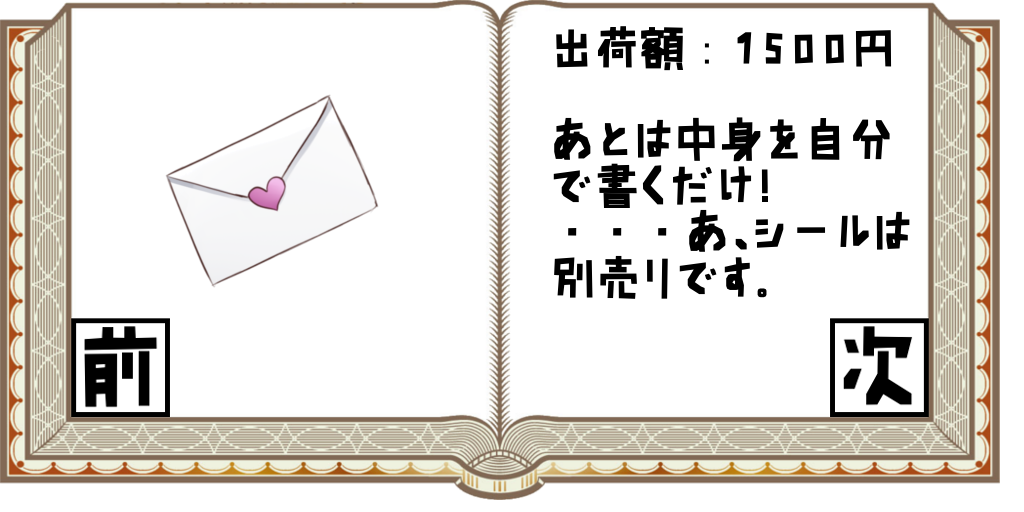 出荷額：1500円
あとは中身を自分
で書くだけ!
・・・あ、シールは
別売りです。
前
次